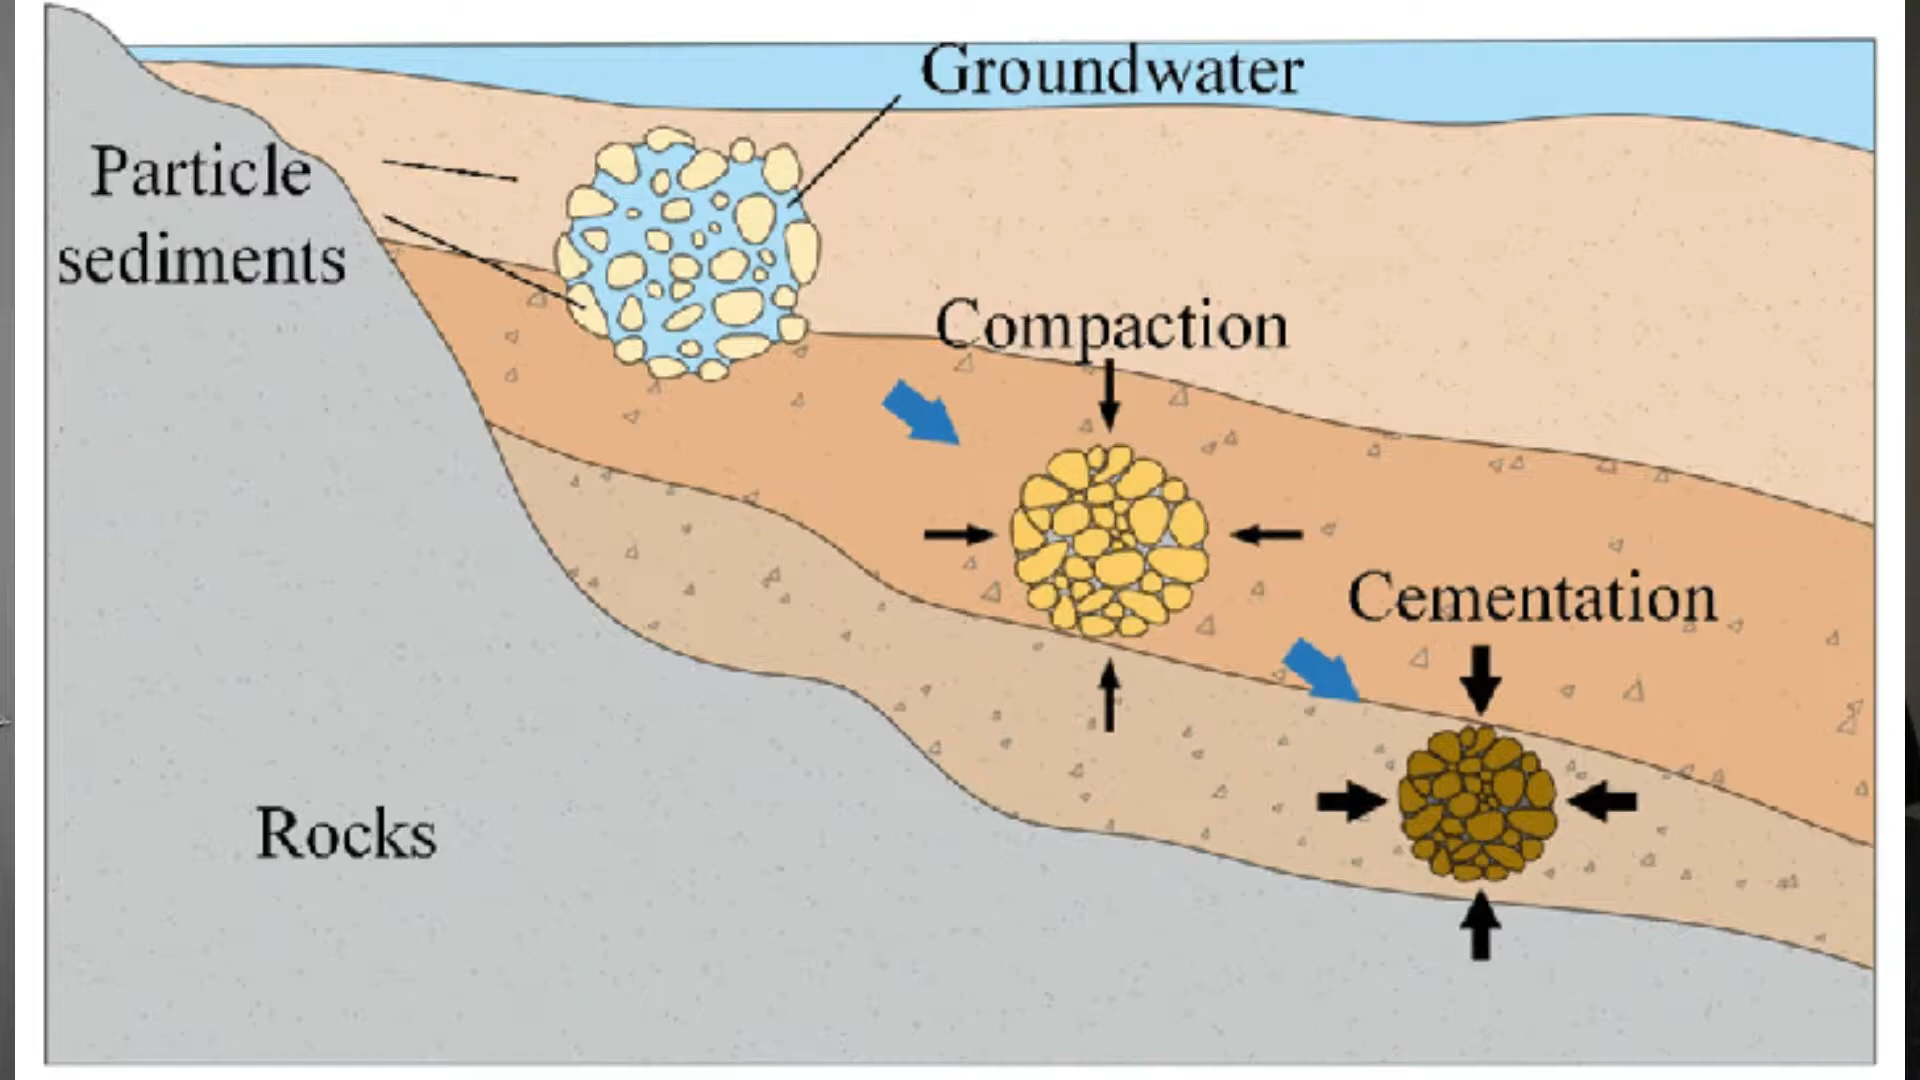 Groundwater
Particle
sediments
Compaction
Cementation
Rocks